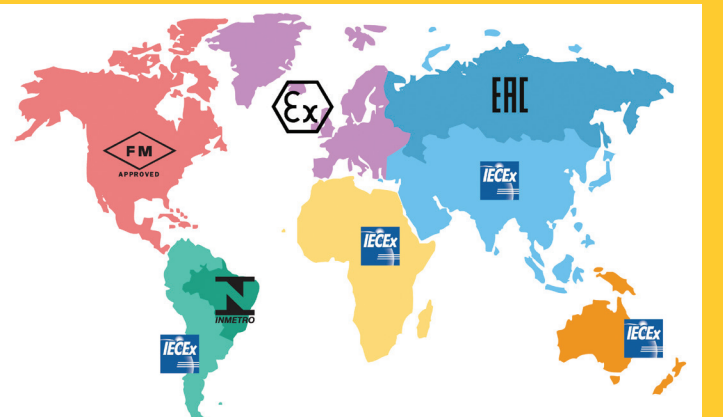 Ex
EAC
FM
APPROVED
IECEx
IECEx
INMETRO
IECEx
IECEx